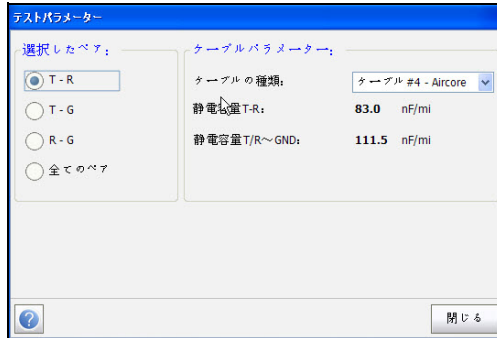 テストパラメーター
選択したペア:
T - R
T - G
R - G
全てのペア
ケーブルパラメーター:
ケーブルの種類: ケーブル #4 - Aircore
静電容量T-R: 83.0 nF/mi
静電容量T/R～GND: 111.5 nF/mi
?
閉じる